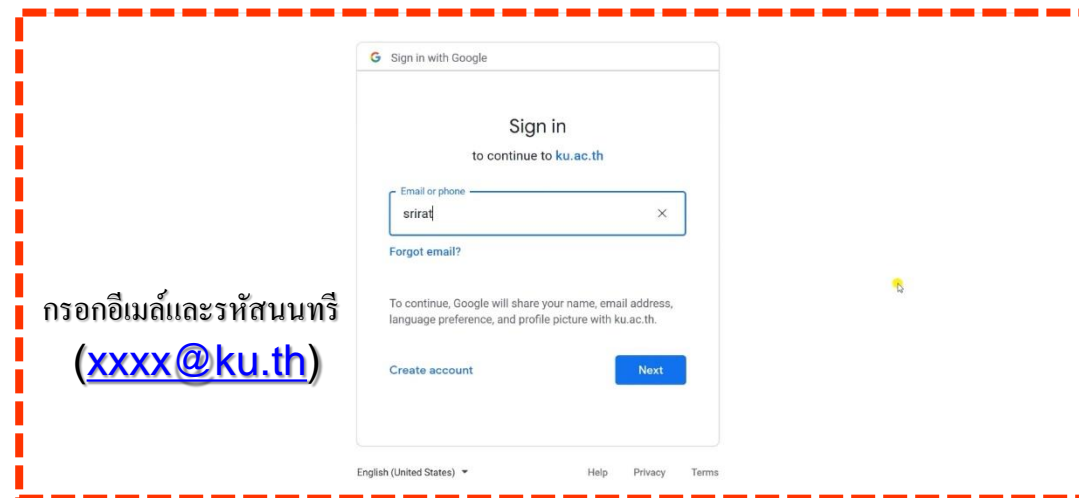 Sign in with Google
Sign in
to continue to ku.ac.th
Email or phone
srirat
Forgot email?
กรอกอีเมล์และรหัสนนทรี
(xxxx@ku.th)
To continue, Google will share your name, email address,
language preference, and profile picture with ku.ac.th.
Create account
Next
English (United States)
Help Privacy Terms